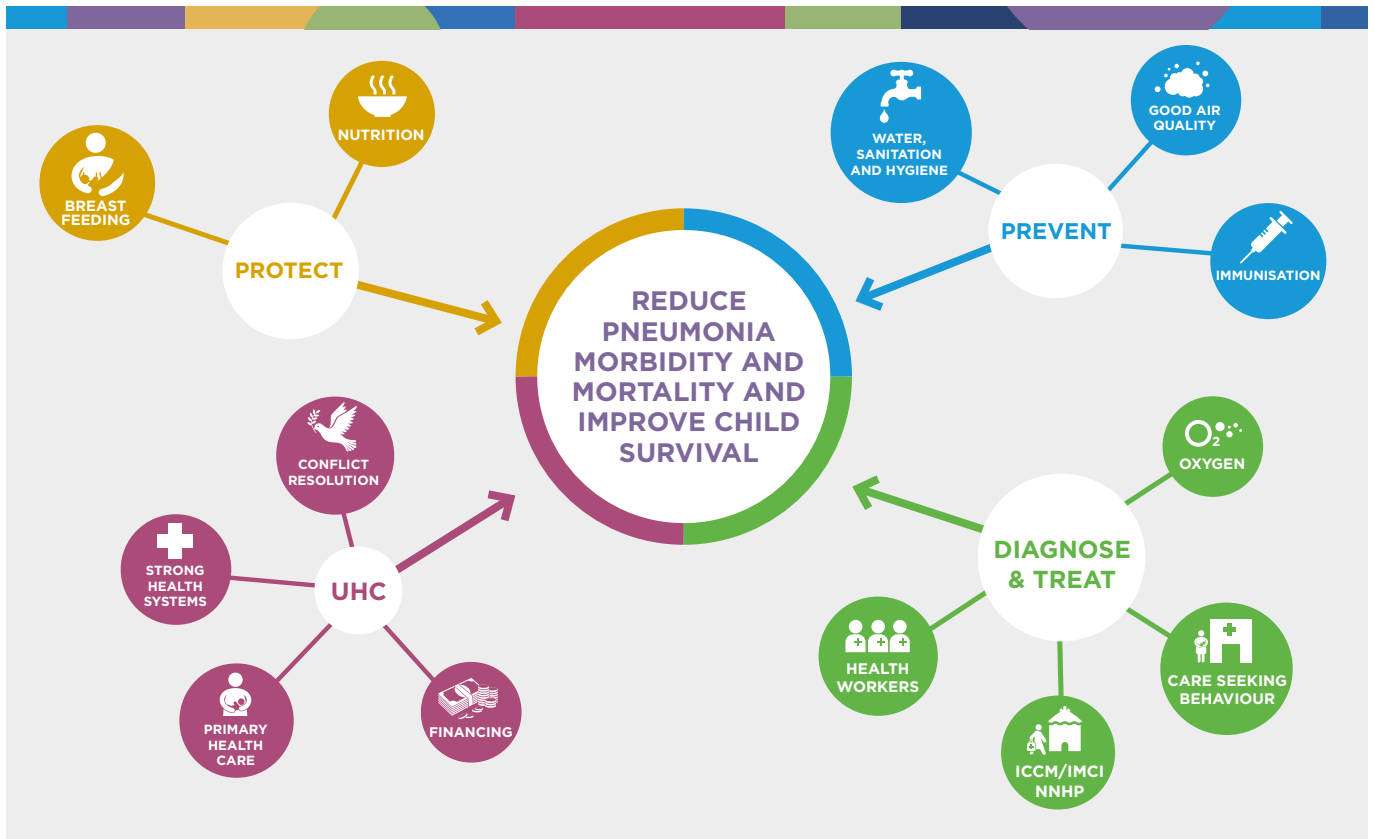 NUTRITION
BREAST
FEEDING
PROTECT
WATER,
SANITATION
AND HYGIENE
GOOD AIR
QUALITY
PREVENT
IMMUNISATION
REDUCE
PNEUMONIA
MORBIDITY AND
MORTALITY AND
IMPROVE CHILD
SURVIVAL
CONFLICT
RESOLUTION
STRONG
HEALTH
SYSTEMS
UHC
PRIMARY
HEALTH
CARE
FINANCING
O2
OXYGEN
DIAGNOSE
& TREAT
HEALTH
WORKERS
CARE SEEKING
BEHAVIOUR
ICCM/IMCI
NNHP